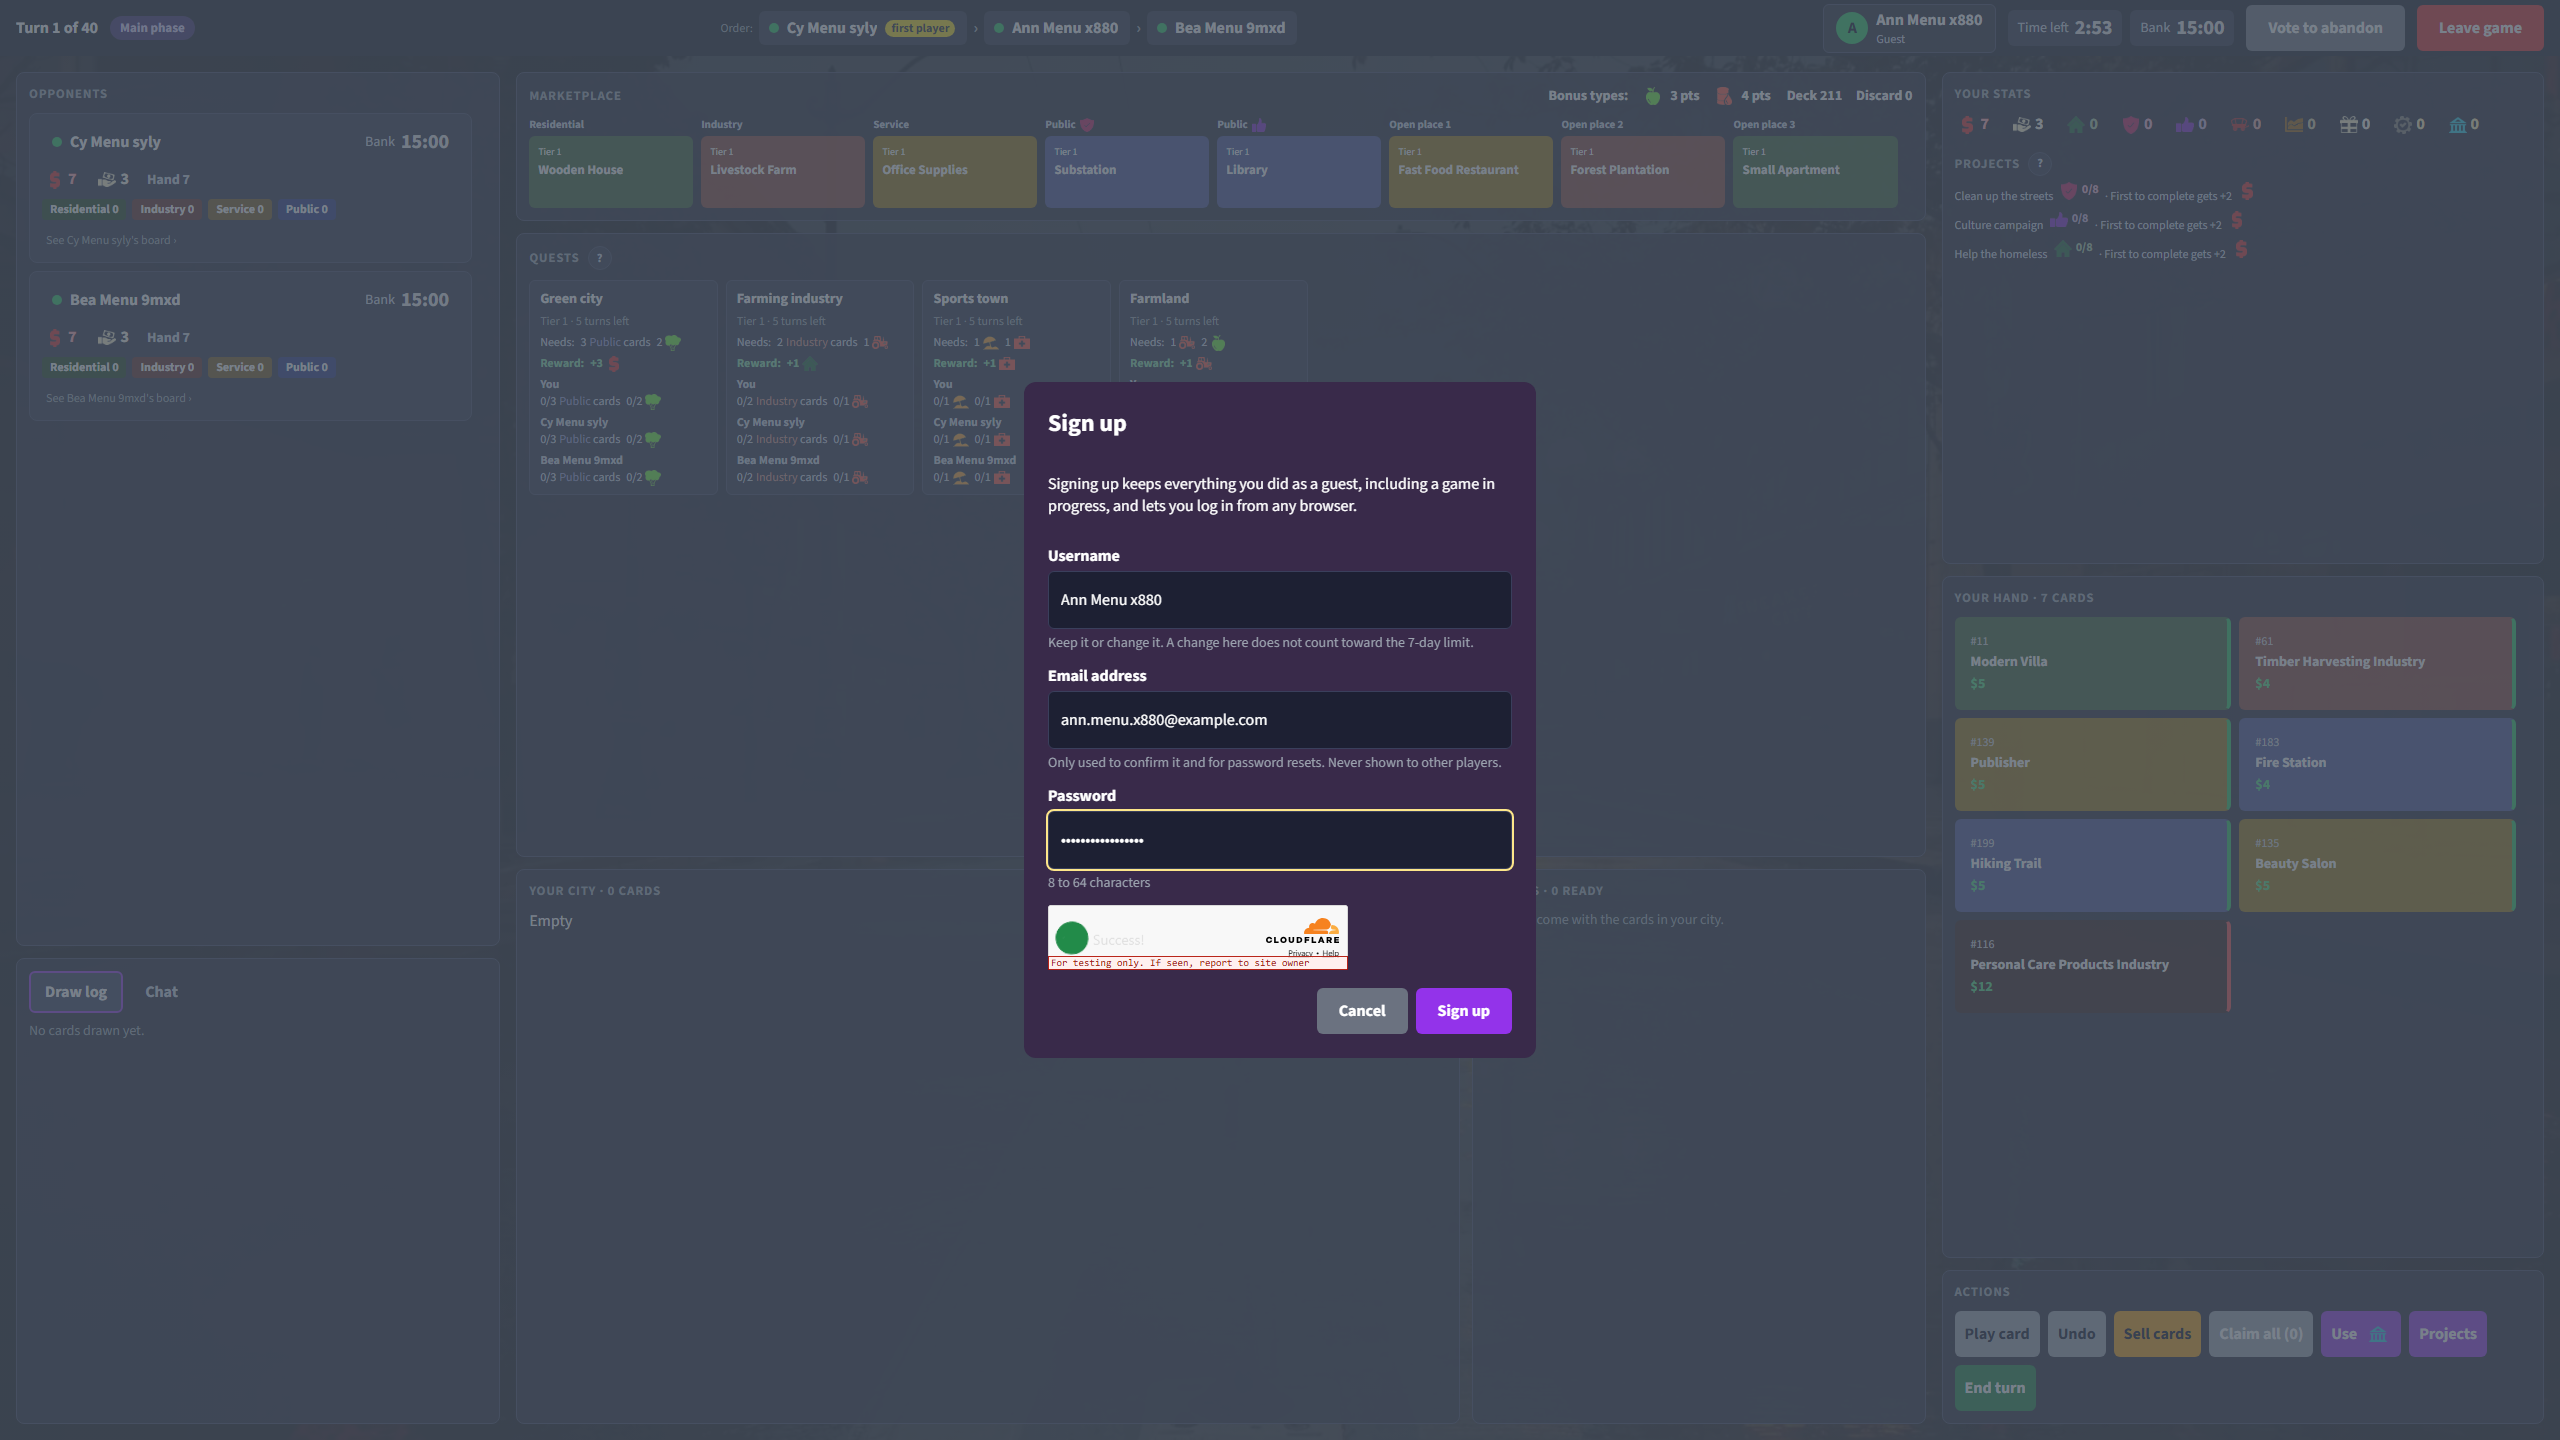 Turn 1 of 40 Main phase
Order: Cy Menu syly first player › Ann Menu x880 › Bea Menu 9mxd
A Ann Menu x880
Guest
Time left 2:53 Bank 15:00 Vote to abandon Leave game
OPPONENTS
Cy Menu syly Bank 15:00
7 3 Hand 7
Residential 0 Industry 0 Service 0 Public 0
See Cy Menu syly's board ›
Bea Menu 9mxd Bank 15:00
7 3 Hand 7
Residential 0 Industry 0 Service 0 Public 0
See Bea Menu 9mxd's board ›
MARKETPLACE
Bonus types: 3 pts 4 pts Deck 211 Discard 0
Residential Industry Service Public Public Open place 1 Open place 2 Open place 3
Tier 1 Tier 1 Tier 1 Tier 1 Tier 1 Tier 1 Tier 1 Tier 1
Wooden House Livestock Farm Office Supplies Substation Library Fast Food Restaurant Forest Plantation Small Apartment
QUESTS ?
Green city
Tier 1 · 5 turns left
Needs: 3 Public cards 2
Reward: +3
You
0/3 Public cards 0/2
Cy Menu syly
0/3 Public cards 0/2
Bea Menu 9mxd
0/3 Public cards 0/2
Farming industry
Tier 1 · 5 turns left
Needs: 2 Industry cards 1
Reward: +1
You
0/2 Industry cards 0/1
Cy Menu syly
0/2 Industry cards 0/1
Bea Menu 9mxd
0/2 Industry cards 0/1
Sports town
Tier 1 · 5 turns left
Needs: 1 1
Reward: +1
You
0/1 0/1
Cy Menu syly
0/1 0/1
Bea Menu 9mxd
0/1 0/1
Farmland
Tier 1 · 5 turns left
Needs: 1 2
Reward: +1
Sign up
Signing up keeps everything you did as a guest, including a game in
progress, and lets you log in from any browser.
Username
Ann Menu x880
Keep it or change it. A change here does not count toward the 7-day limit.
Email address
ann.menu.x880@example.com
Only used to confirm it and for password resets. Never shown to other players.
Password
•••••••••••••••••
8 to 64 characters
Success!
CLOUDFLARE
Privacy • Help
For testing only. If seen, report to site owner
Cancel Sign up
YOUR CITY · 0 CARDS
Empty
· 0 READY
come with the cards in your city.
Draw log Chat
No cards drawn yet.
YOUR STATS
7 3 0 0 0 0 0 0 0 0
PROJECTS ?
Clean up the streets 0/8 · First to complete gets +2
Culture campaign 0/8 · First to complete gets +2
Help the homeless 0/8 · First to complete gets +2
YOUR HAND · 7 CARDS
#11
Modern Villa
$5
#61
Timber Harvesting Industry
$4
#139
Publisher
$5
#183
Fire Station
$4
#199
Hiking Trail
$5
#135
Beauty Salon
$5
#116
Personal Care Products Industry
$12
ACTIONS
Play card Undo Sell cards Claim all (0) Use Projects
End turn